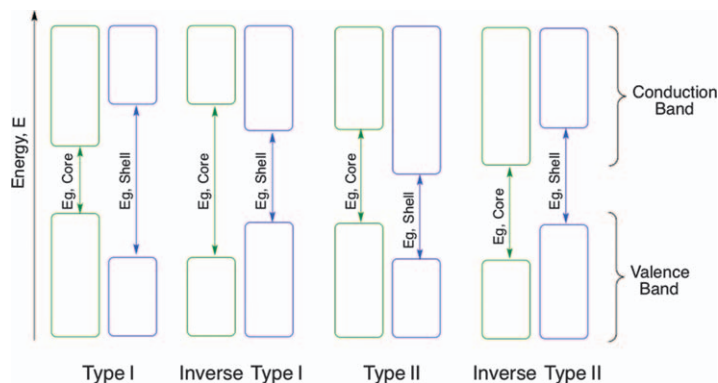 Energy, E
Eg, Core
Eg, Shell
Eg, Core
Eg, Shell
Eg, Core
Eg, Shell
Eg, Core
Eg, Shell
Conduction
Band
Valence
Band
Type I
Inverse Type I
Type II
Inverse Type II